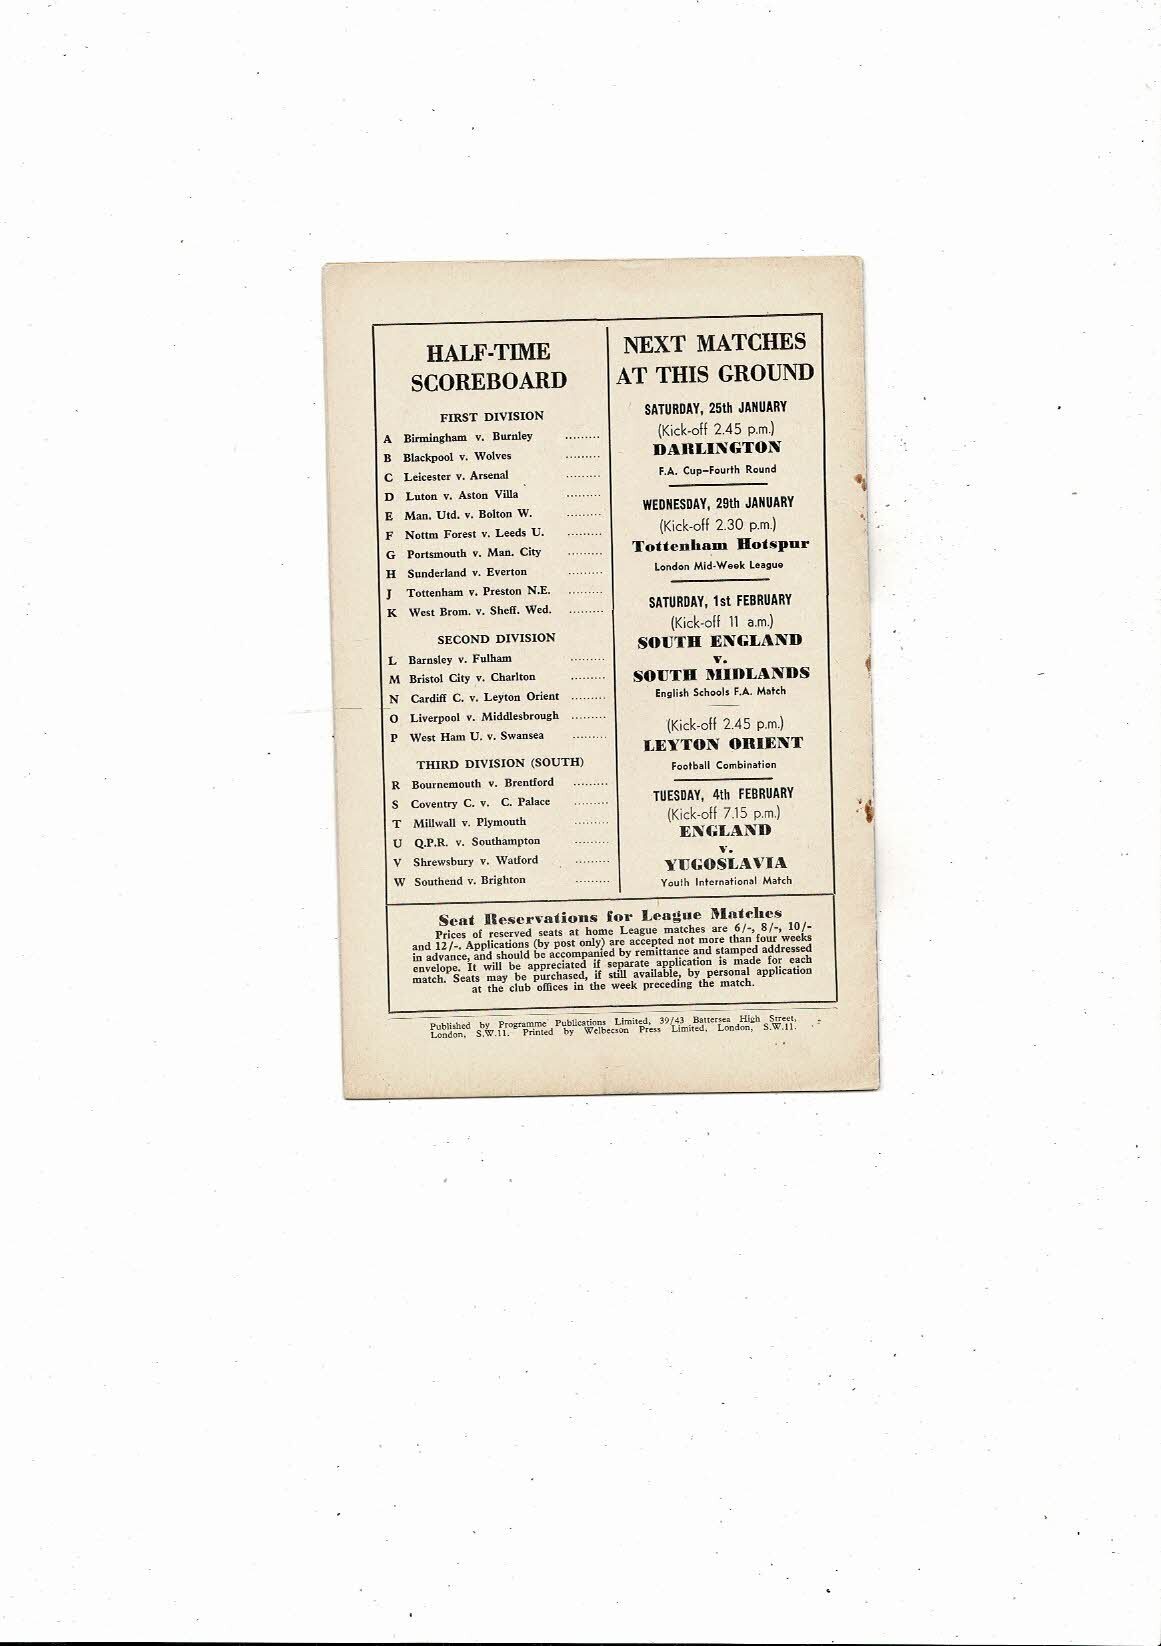 HALF-TIME
SCOREBOARD
FIRST DIVISION
A Birmingham v. Burnley .........
B Blackpool v. Wolves .........
C Leicester v. Arsenal .........
D Luton v. Aston Villa .........
E Man. Utd. v. Bolton W. .........
F Nottm Forest v. Leeds U. .........
G Portsmouth v. Man. City .........
H Sunderland v. Everton .........
J Tottenham v. Preston N.E. .........
K West Brom. v. Sheff. Wed. .........
SECOND DIVISION
L Barnsley v. Fulham .........
M Bristol City v. Charlton .........
N Cardiff C. v. Leyton Orient .........
O Liverpool v. Middlesbrough .........
P West Ham U. v. Swansea .........
THIRD DIVISION (SOUTH)
R Bournemouth v. Brentford .........
S Coventry C. v. C. Palace .........
T Millwall v. Plymouth .........
U Q.P.R. v. Southampton .........
V Shrewsbury v. Watford .........
W Southend v. Brighton .........
NEXT MATCHES
AT THIS GROUND
SATURDAY, 25th JANUARY
(Kick-off 2.45 p.m.)
DARLINGTON
F.A. Cup-Fourth Round
WEDNESDAY, 29th JANUARY
(Kick-off 2.30 p.m.)
Tottenham Hotspur
London Mid-Week League
SATURDAY, 1st FEBRUARY
(Kick-off 11 a.m.)
SOUTH ENGLAND
v.
SOUTH MIDLANDS
English Schools F.A. Match
(Kick-off 2.45 p.m.)
LEYTON ORIENT
Football Combination
TUESDAY, 4th FEBRUARY
(Kick-off 7.15 p.m.)
ENGLAND
v.
YUGOSLAVIA
Youth International Match
Seat Reservations for League Matches
Prices of reserved seats at home League matches are 6/-, 8/-, 10/-
and 12/-. Applications (by post only) are accepted not more than four weeks
in advance, and should be accompanied by remittance and stamped addressed
envelope. It will be appreciated if separate application is made for each
match. Seats may be purchased, if still available, by personal application
at the club offices in the week preceding the match.
Published by Programme Publications Limited, 39/43 Battersea High Street,
London, S.W.11. Printed by Welbecson Press Limited, London, S.W.11.